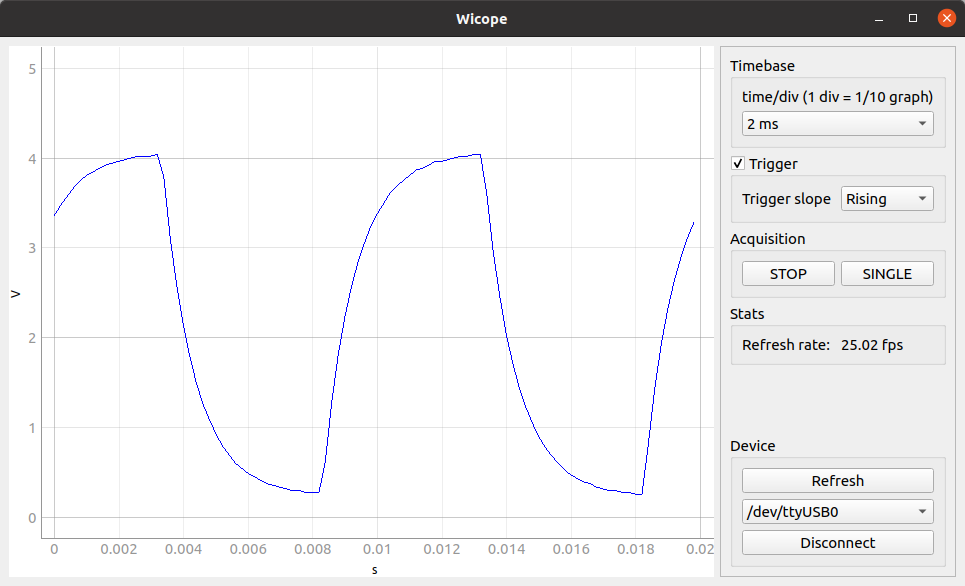 Wicope
5
4
3
2
1
0
V
0 0.002 0.004 0.006 0.008 0.01 0.012 0.014 0.016 0.018 0.02
s
Timebase
time/div (1 div = 1/10 graph)
2 ms
Trigger
Trigger slope Rising
Acquisition
STOP SINGLE
Stats
Refresh rate: 25.02 fps
Device
Refresh
/dev/ttyUSB0
Disconnect